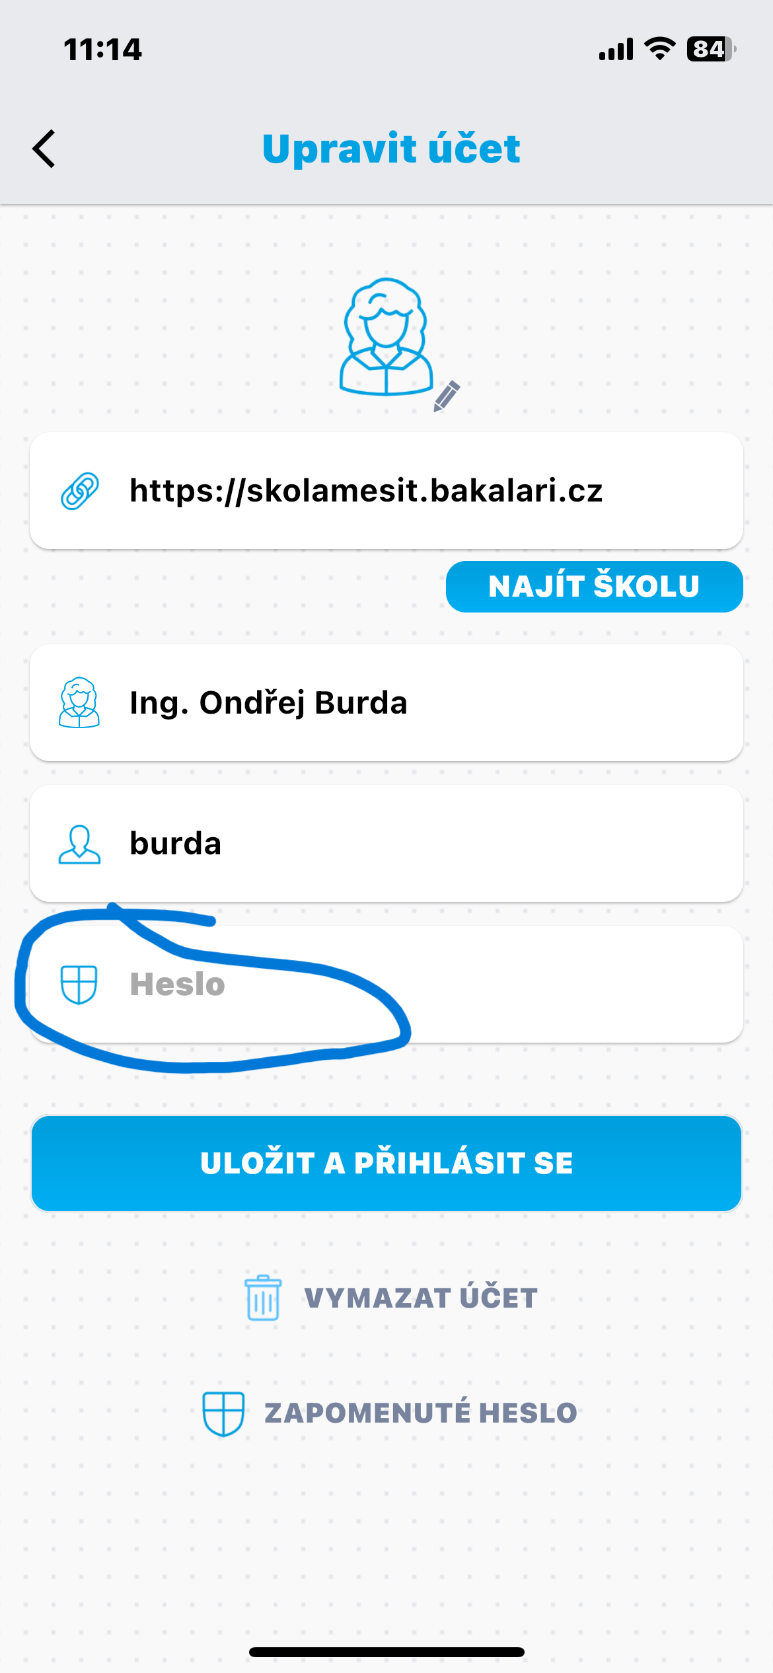 11:14
84
Upravit účet
https://skolamesit.bakalari.cz
NAJÍT ŠKOLU
Ing. Ondřej Burda
burda
Heslo
ULOŽIT A PŘIHLÁSIT SE
VYMAZAT ÚČET
ZAPOMENUTÉ HESLO